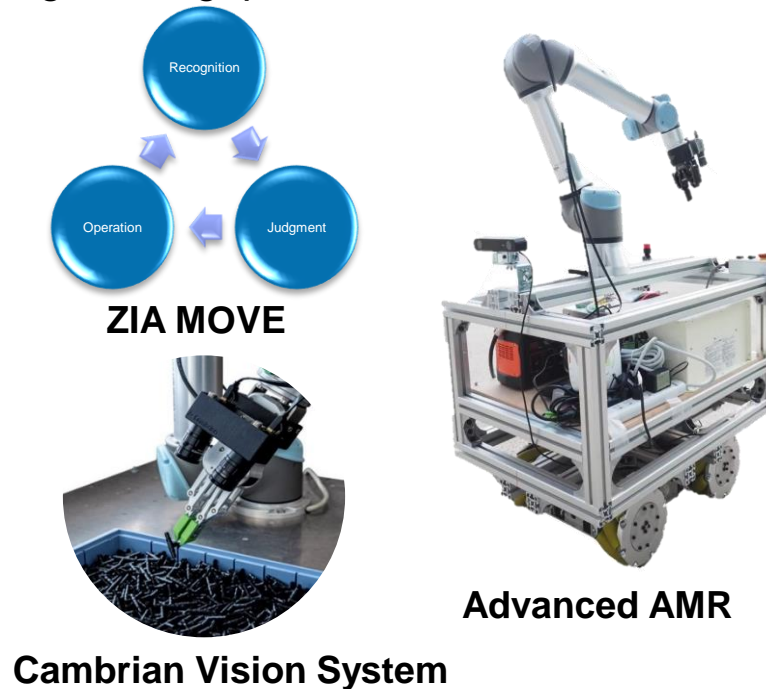 Recognition
Operation
Judgment
ZIA MOVE
Advanced AMR
Cambrian Vision System